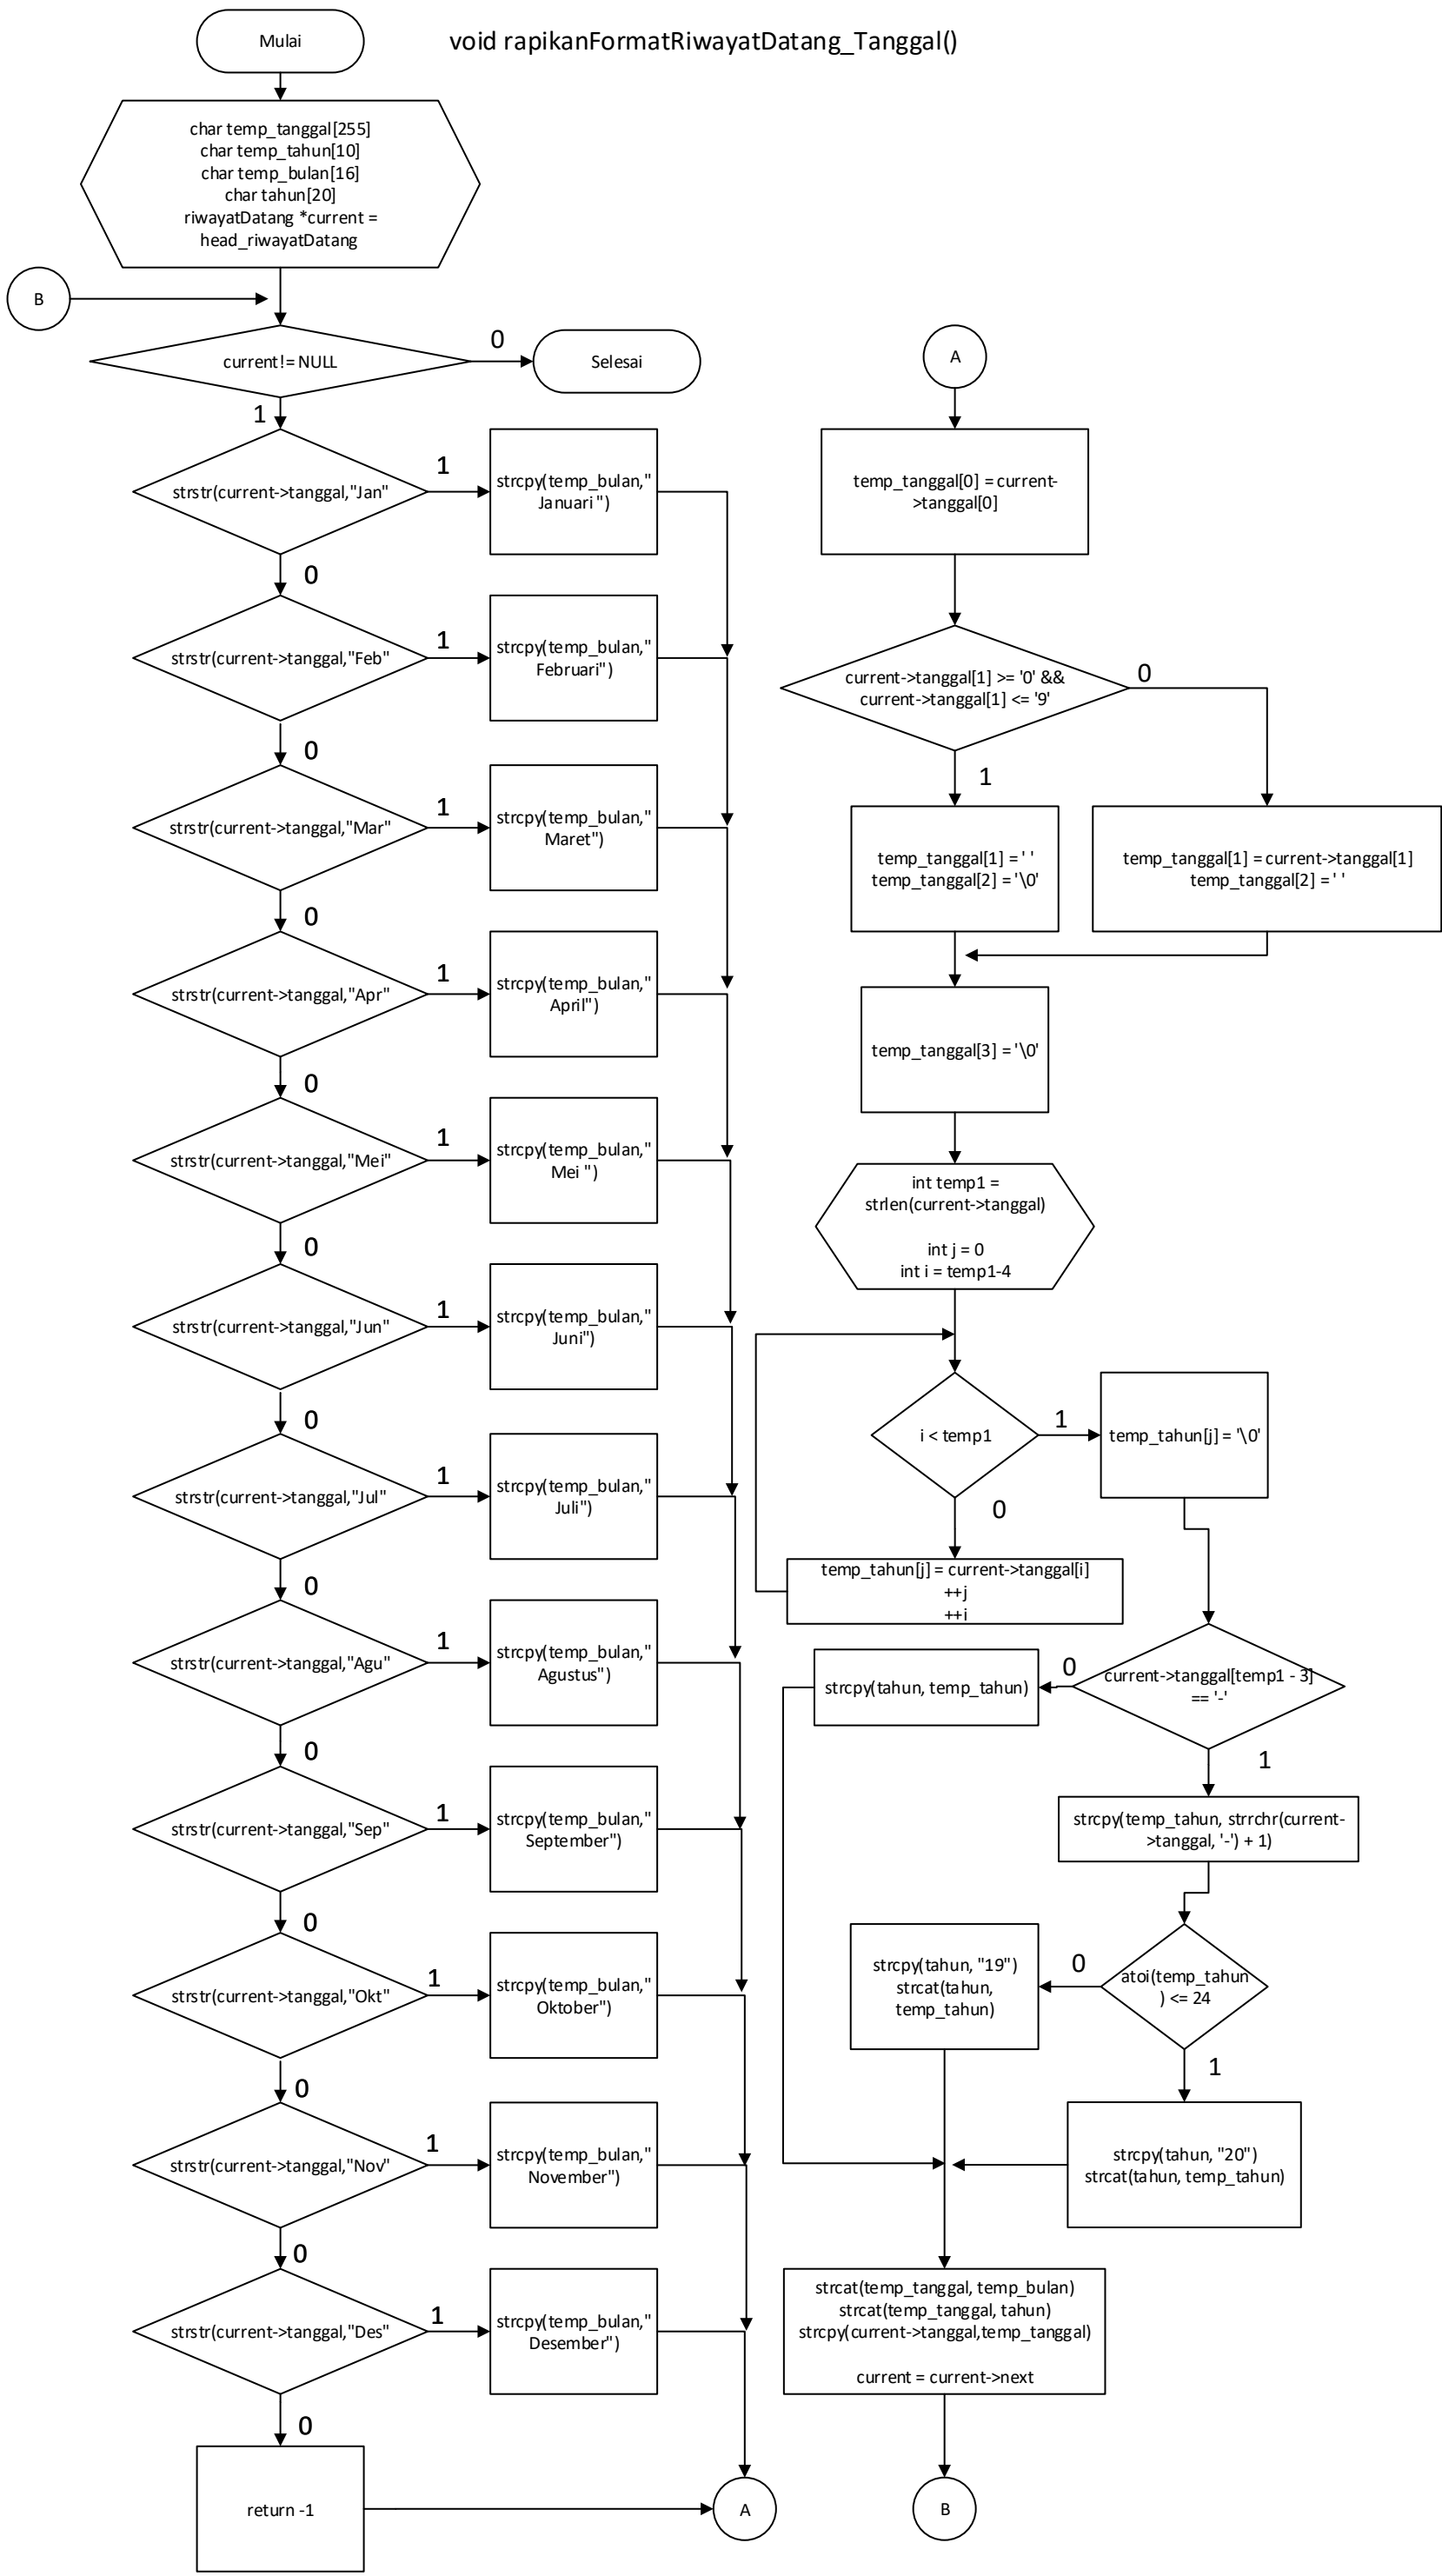 void rapikanFormatRiwayatDatang_Tanggal()
Mulai
char temp_tanggal[255]
char temp_tahun[10]
char temp_bulan[16]
char tahun[20]
riwayatDatang *current =
head_riwayatDatang
B
current!= NULL
0
Selesai
1
strstr(current->tanggal,"Jan"
1
strcpy(temp_bulan,"
Januari ")
0
strstr(current->tanggal,"Feb"
1
strcpy(temp_bulan,"
Februari")
0
strstr(current->tanggal,"Mar"
1
strcpy(temp_bulan,"
Maret")
0
strstr(current->tanggal,"Apr"
1
strcpy(temp_bulan,"
April")
0
strstr(current->tanggal,"Mei"
1
strcpy(temp_bulan,"
Mei ")
0
strstr(current->tanggal,"Jun"
1
strcpy(temp_bulan,"
Juni")
0
strstr(current->tanggal,"Jul"
1
strcpy(temp_bulan,"
Juli")
0
strstr(current->tanggal,"Agu"
1
strcpy(temp_bulan,"
Agustus")
0
strstr(current->tanggal,"Sep"
1
strcpy(temp_bulan,"
September")
0
strstr(current->tanggal,"Okt"
1
strcpy(temp_bulan,"
Oktober")
0
strstr(current->tanggal,"Nov"
1
strcpy(temp_bulan,"
November")
0
strstr(current->tanggal,"Des"
1
strcpy(temp_bulan,"
Desember")
0
return -1
A
A
temp_tanggal[0] = current-
>tanggal[0]
current->tanggal[1] >= '0' &&
current->tanggal[1] <= '9'
0
1
temp_tanggal[1] = ' '
temp_tanggal[2] = '\0'
temp_tanggal[1] = current->tanggal[1]
temp_tanggal[2] = ' '
temp_tanggal[3] = '\0'
int temp1 =
strlen(current->tanggal)
int j = 0
int i = temp1-4
i < temp1
1
temp_tahun[j] = '\0'
0
temp_tahun[j] = current->tanggal[i]
++j
++i
current->tanggal[temp1 - 3]
== '-'
0
strcpy(tahun, temp_tahun)
1
strcpy(temp_tahun, strrchr(current-
>tanggal, '-') + 1)
atoi(temp_tahun
) <= 24
0
strcpy(tahun, "19")
strcat(tahun,
temp_tahun)
1
strcpy(tahun, "20")
strcat(tahun, temp_tahun)
strcat(temp_tanggal, temp_bulan)
strcat(temp_tanggal, tahun)
strcpy(current->tanggal,temp_tanggal)
current = current->next
B